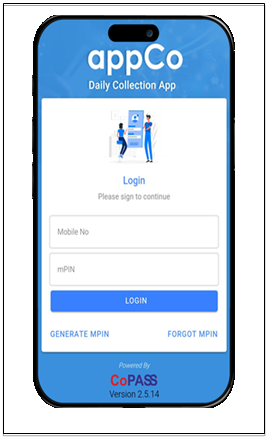 appCo
Daily Collection App
Login
Please sign to continue
Mobile No
mPIN
LOGIN
GENERATE MPIN FORGOT MPIN
Powered By
CoPASS
Version 2.5.14